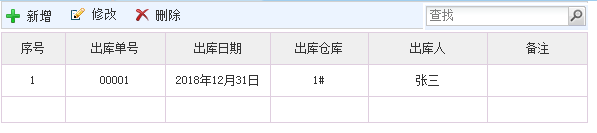 新增 修改 删除 查找
序号 出库单号 出库日期 出库仓库 出库人 备注
1 00001 2018年12月31日 1# 张三